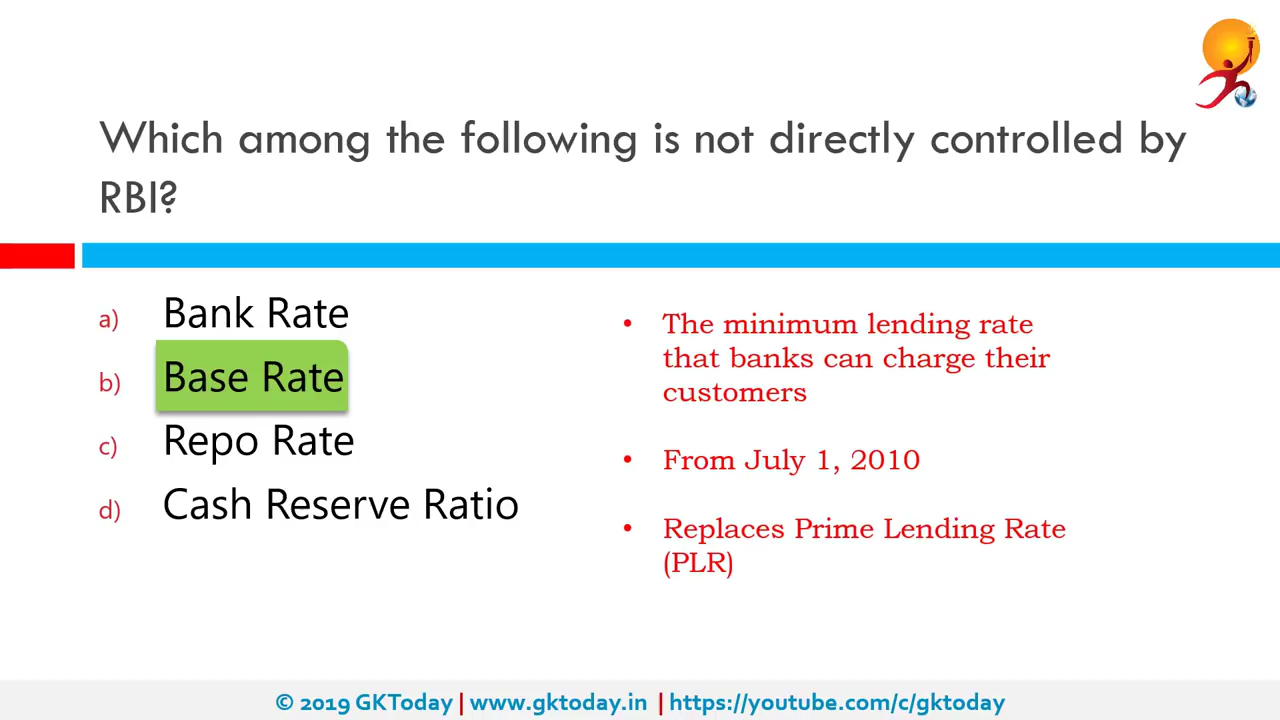 Which among the following is not directly controlled by
RBI?
a) Bank Rate
b) Base Rate
c) Repo Rate
d) Cash Reserve Ratio
• The minimum lending rate
that banks can charge their
customers
• From July 1, 2010
• Replaces Prime Lending Rate
(PLR)
© 2019 GKToday | www.gktoday.in | https://youtube.com/c/gktoday